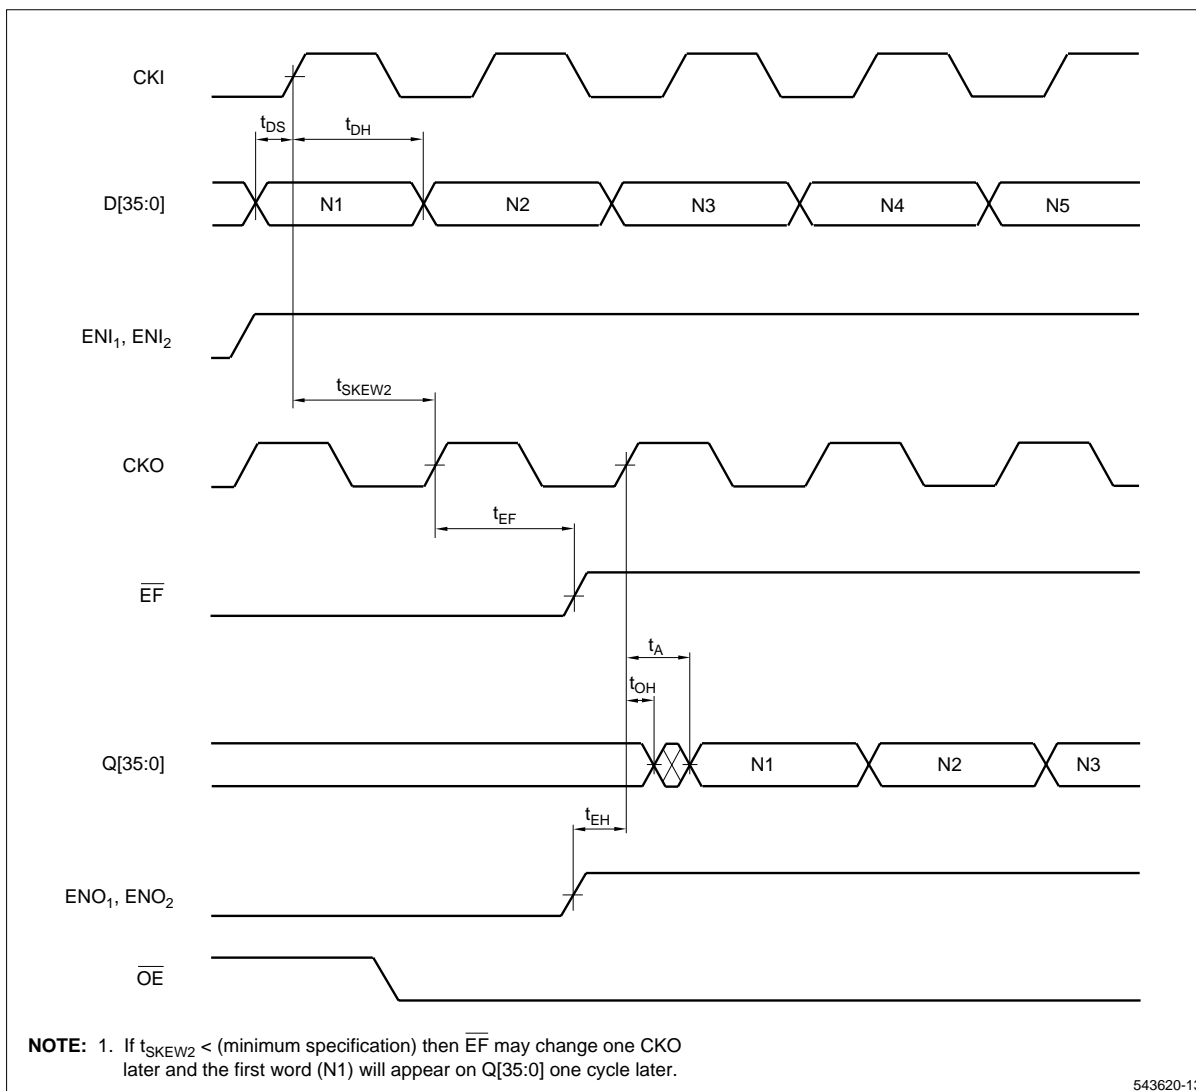 CKI
tDS
tDH
D[35:0]
N1
N2
N3
N4
N5
ENI1, ENI2
tSKEW2
CKO
tEF
EF
tA
tOH
Q[35:0]
N1
N2
N3
tEH
ENO1, ENO2
OE
NOTE: 1. If tSKEW2 < (minimum specification) then EF may change one CKO
later and the first word (N1) will appear on Q[35:0] one cycle later.
543620-13